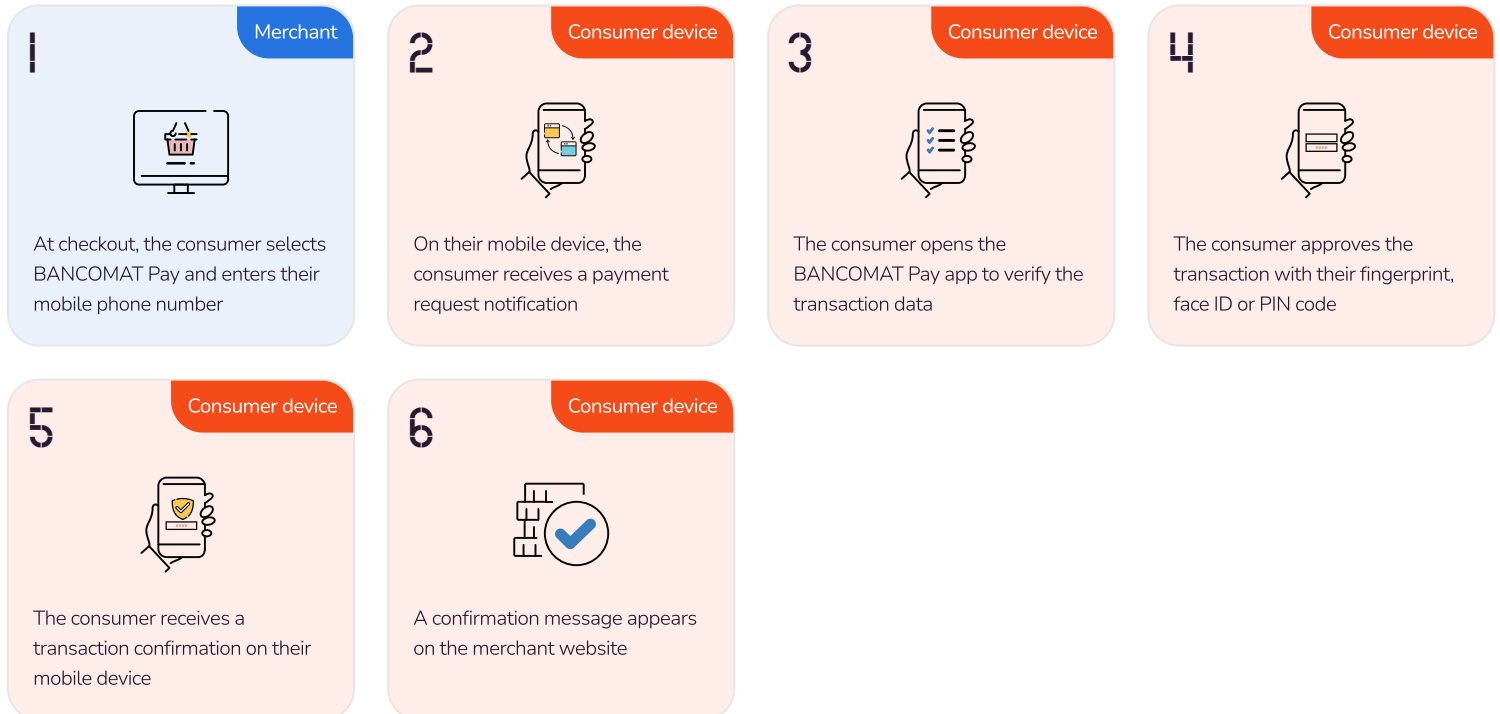 1
Merchant
At checkout, the consumer selects
BANCOMAT Pay and enters their
mobile phone number
2
Consumer device
On their mobile device, the
consumer receives a payment
request notification
3
Consumer device
The consumer opens the
BANCOMAT Pay app to verify the
transaction data
4
Consumer device
The consumer approves the
transaction with their fingerprint,
face ID or PIN code
5
Consumer device
The consumer receives a
transaction confirmation on their
mobile device
6
Consumer device
A confirmation message appears
on the merchant website